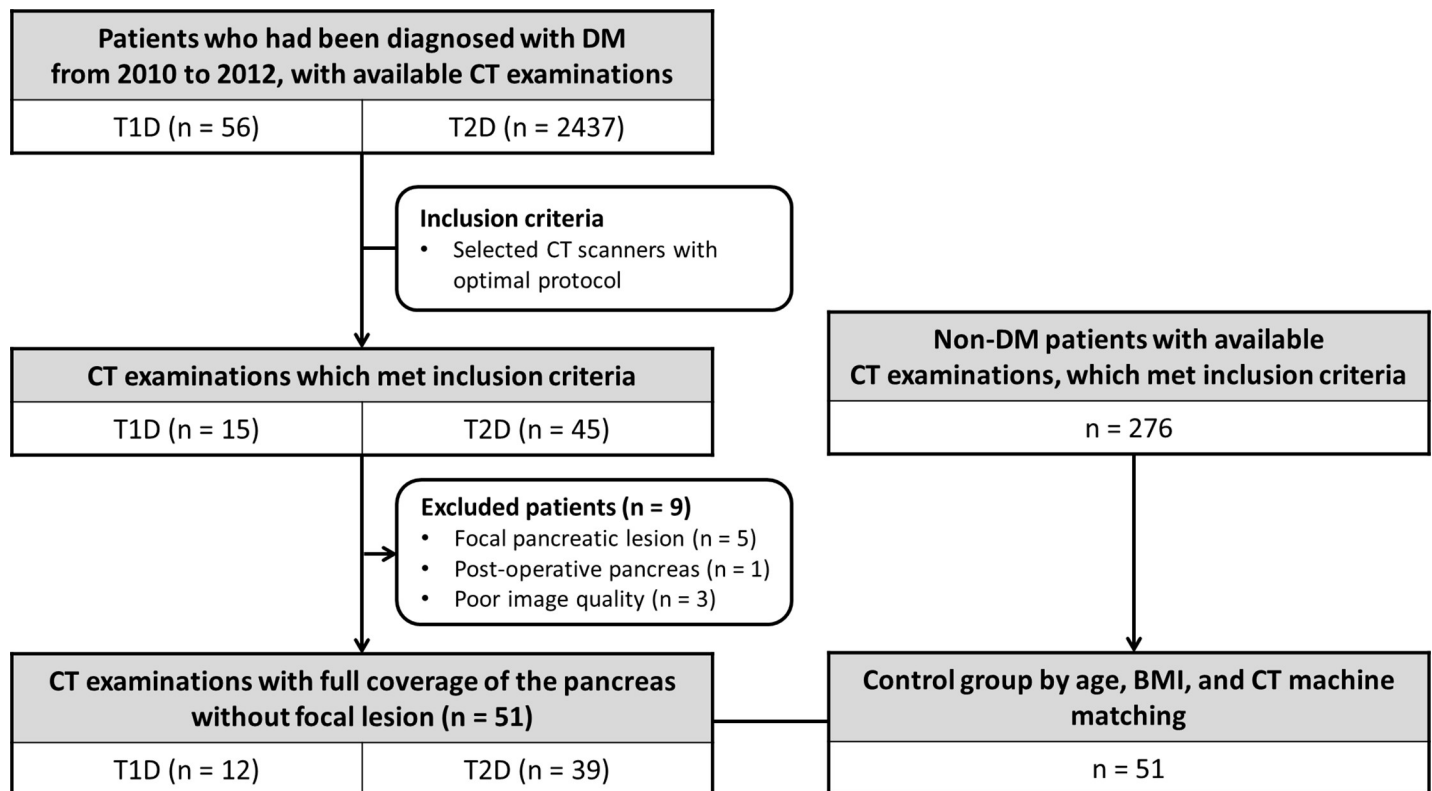 Patients who had been diagnosed with DM
from 2010 to 2012, with available CT examinations
T1D (n = 56)
T2D (n = 2437)
Inclusion criteria
• Selected CT scanners with
optimal protocol
CT examinations which met inclusion criteria
T1D (n = 15)
T2D (n = 45)
Non-DM patients with available
CT examinations, which met inclusion criteria
n = 276
Excluded patients (n = 9)
• Focal pancreatic lesion (n = 5)
• Post-operative pancreas (n = 1)
• Poor image quality (n = 3)
CT examinations with full coverage of the pancreas
without focal lesion (n = 51)
T1D (n = 12)
T2D (n = 39)
Control group by age, BMI, and CT machine
matching
n = 51